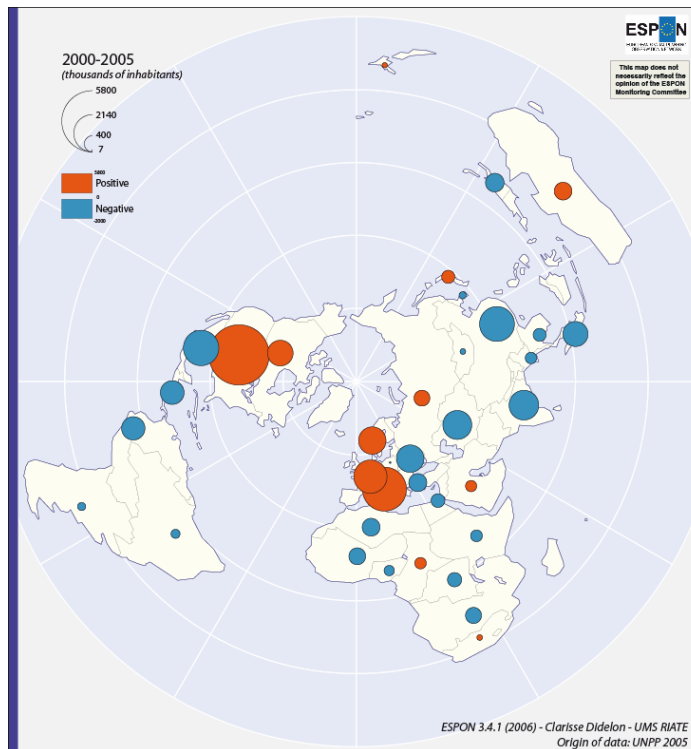 2000-2005
(thousands of inhabitants)
5800
2140
400
7
5800
Positive
0
Negative
-2000
ESPON
This map does not
necessarily reflect the
opinion of the ESPON
Monitoring Committee
ESPON 3.4.1 (2006) - Clarisse Didelon - UMS RIATE
Origin of data: UNPP 2005